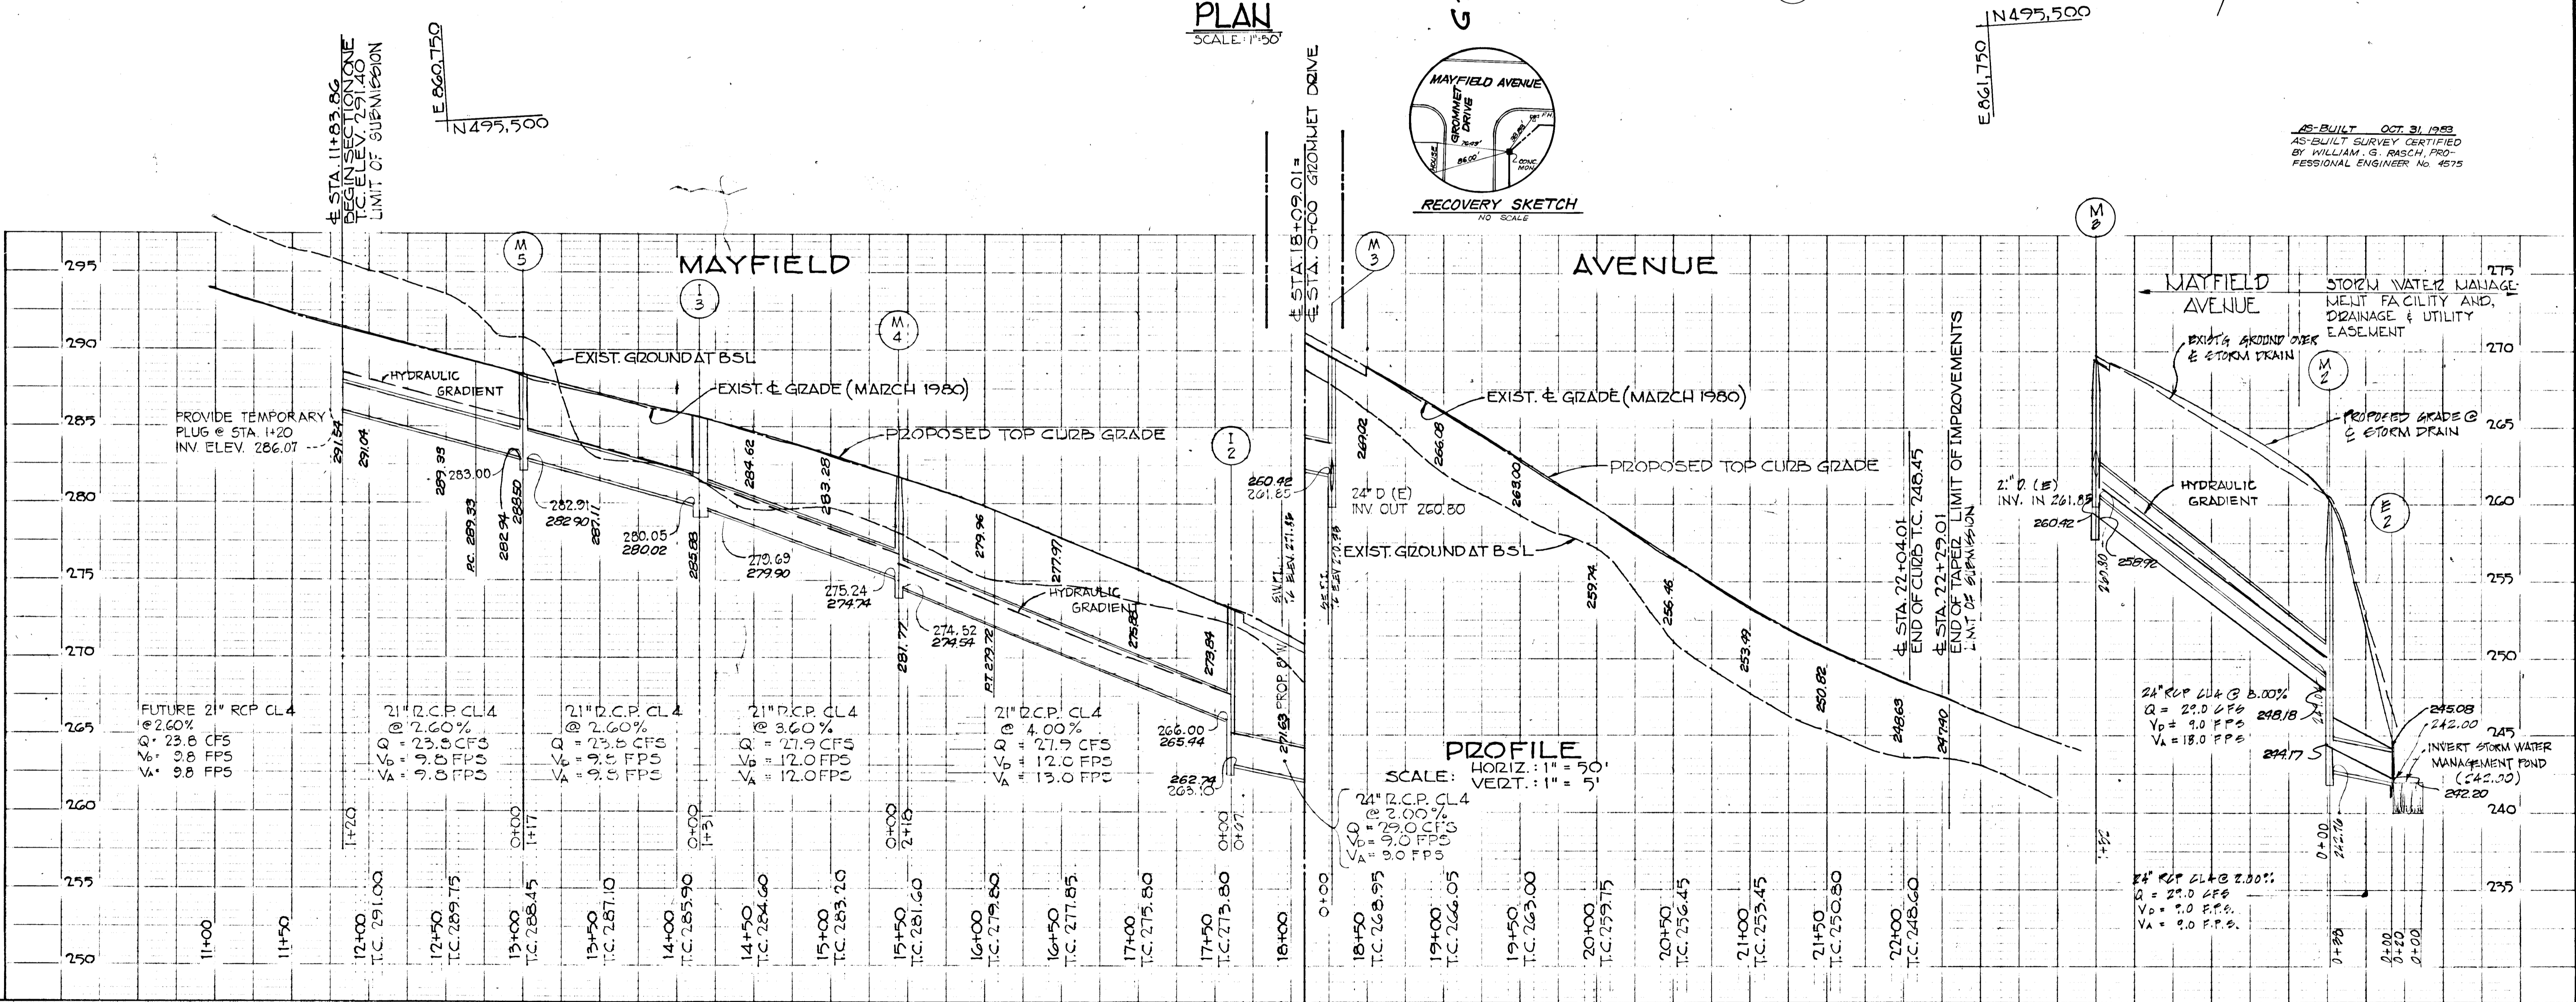 PLAN
SCALE: 1":50'
G
℄ STA. 11+83.86
BEGIN SECTION ONE
T.C. ELEV. 291.40
LIMIT OF SUBMISSION
E 860,750
N495,500
N495,500
E 861,750
MAYFIELD AVENUE
GROMMET
DRIVE
HOUSE
86.00'
CONC.
MON.
RECOVERY SKETCH
NO SCALE
AS-BUILT OCT. 31, 1983
AS-BUILT SURVEY CERTIFIED
BY WILLIAM. G. RASCH, PRO-
FESSIONAL ENGINEER No. 4575
℄ STA. 18+09.01 =
℄ STA. 0+00 GROMMET DRIVE
MAYFIELD
AVENUE
M
5
I
3
M
4
I
2
M
3
M
3
M
2
E
2
295
290
285
280
275
270
265
260
255
250
275
270
265
260
255
250
245
240
235
HYDRAULIC
GRADIENT
PROVIDE TEMPORARY
PLUG @ STA. 1+20
INV. ELEV. 286.07
EXIST. GROUND AT BSL
EXIST. ℄ GRADE (MARCH 1980)
PROPOSED TOP CURB GRADE
HYDRAULIC
GRADIENT
291.54
291.04
289.33
P.C. 289.33
283.00
282.94
288.50
282.91
282.90
287.11
280.05
280.02
285.88
279.69
279.90
284.62
283.28
275.24
274.74
281.77
274.52
274.54
279.96
P.T. 279.72
277.97
273.84
266.00
265.44
262.74
263.10
271.63 PROP. R/W
260.42
261.85
24" D (E)
INV OUT 260.80
269.02
266.08
263.00
EXIST. ℄ GRADE (MARCH 1980)
PROPOSED TOP CURB GRADE
EXIST. GROUND AT BSL
259.74
256.46
253.49
250.82
248.63
247.90
℄ STA. 22+04.01
END OF CURB T.C. 248.45
℄ STA. 22+29.01
END OF TAPER LIMIT OF IMPROVEMENTS
LIMIT OF SUBMISSION
MAYFIELD
AVENUE
STORM WATER MANAGE-
MENT FACILITY AND,
DRAINAGE & UTILITY
EASEMENT
EXIST'G GROUND OVER
℄ STORM DRAIN
PROPOSED GRADE @
℄ STORM DRAIN
HYDRAULIC
GRADIENT
INV. IN 261.85
260.42
258.92
24" RCP CL4 @ 8.00%
Q = 29.0 CFS
VD = 9.0 FPS
VA = 18.0 FPS
248.18
244.17
245.08
242.00
INVERT STORM WATER
MANAGEMENT POND
(242.00)
242.20
242.76
FUTURE 21" RCP CL4
@ 2.60%
Q= 23.8 CFS
VD= 9.8 FPS
VA= 9.8 FPS
21" R.C.P. CL4
@ 2.60%
Q = 23.8 CFS
VD = 9.8 FPS
VA = 9.8 FPS
21" R.C.P. CL4
@ 2.60%
Q = 23.8 CFS
VD = 9.8 FPS
VA = 9.8 FPS
21" R.C.P. CL4
@ 3.60%
Q = 27.9 CFS
VD = 12.0 FPS
VA = 12.0 FPS
21" R.C.P. CL4
@ 4.00%
Q = 27.9 CFS
VD = 12.0 FPS
VA = 13.0 FPS
PROFILE
SCALE: HORIZ.: 1" = 50'
VERT.: 1" = 5'
24" R.C.P. CL4
@ 2.00%
Q = 29.0 CFS
VD = 9.0 FPS
VA = 9.0 FPS
24" RCP CL4 @ 2.00%
Q = 29.0 CFS
VD = 9.0 F.P.S.
VA = 9.0 F.P.S.
1+20
0+00
1+17
0+00
1+31
0+00
2+18
0+00
0+67
0+00
0+00
0+38
0+00
0+20
0+00
11+00
11+50
12+00
T.C. 291.00
12+50
T.C. 289.75
13+00
T.C. 288.45
13+50
T.C. 287.10
14+00
T.C. 285.90
14+50
T.C. 284.60
15+00
T.C. 283.20
15+50
T.C. 281.60
16+00
T.C. 279.80
16+50
T.C. 277.85
17+00
T.C. 275.80
17+50
T.C. 273.80
18+00
18+50
T.C. 268.95
19+00
T.C. 266.05
19+50
T.C. 263.00
20+00
T.C. 259.75
20+50
T.C. 256.45
21+00
T.C. 253.45
21+50
T.C. 250.80
22+00
T.C. 248.60